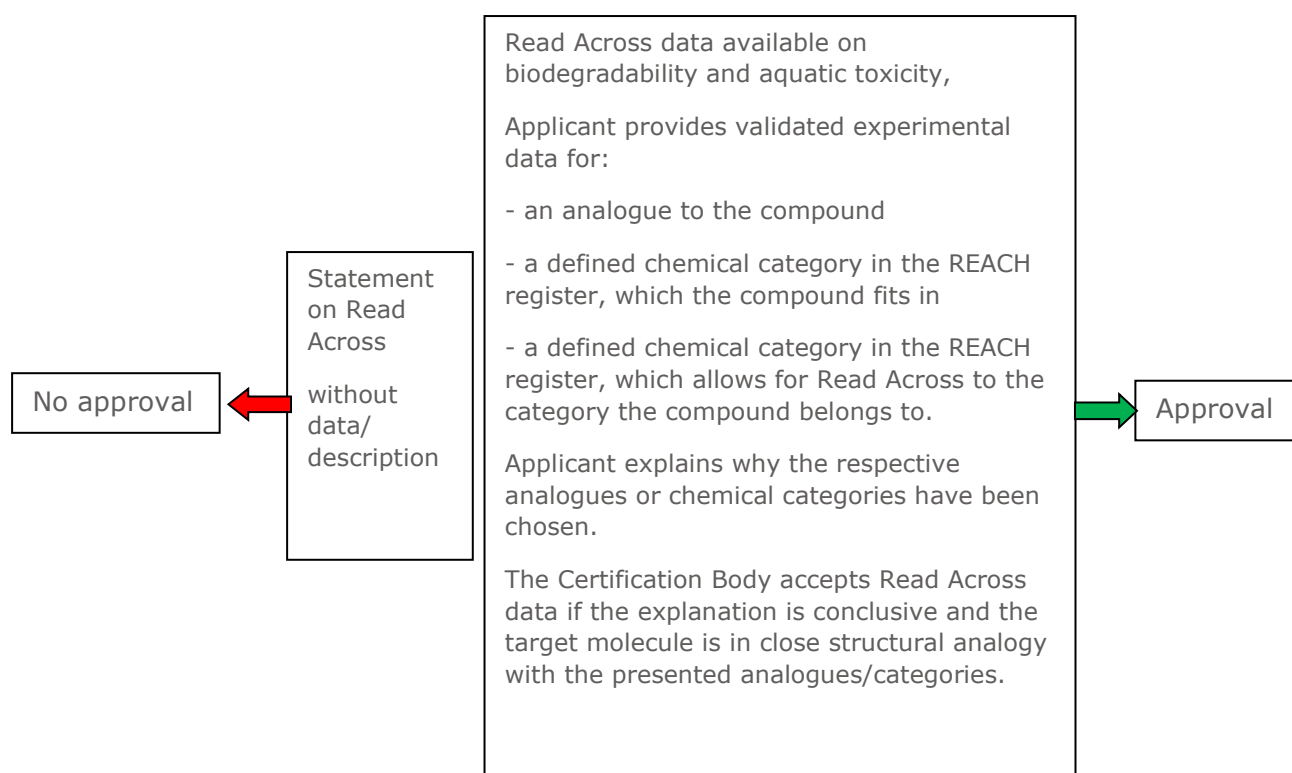 No approval
Statement
on Read
Across
without
data/
description
Read Across data available on
biodegradability and aquatic toxicity,
Applicant provides validated experimental
data for:
- an analogue to the compound
- a defined chemical category in the REACH
register, which the compound fits in
- a defined chemical category in the REACH
register, which allows for Read Across to the
category the compound belongs to.
Applicant explains why the respective
analogues or chemical categories have been
chosen.
The Certification Body accepts Read Across
data if the explanation is conclusive and the
target molecule is in close structural analogy
with the presented analogues/categories.
Approval